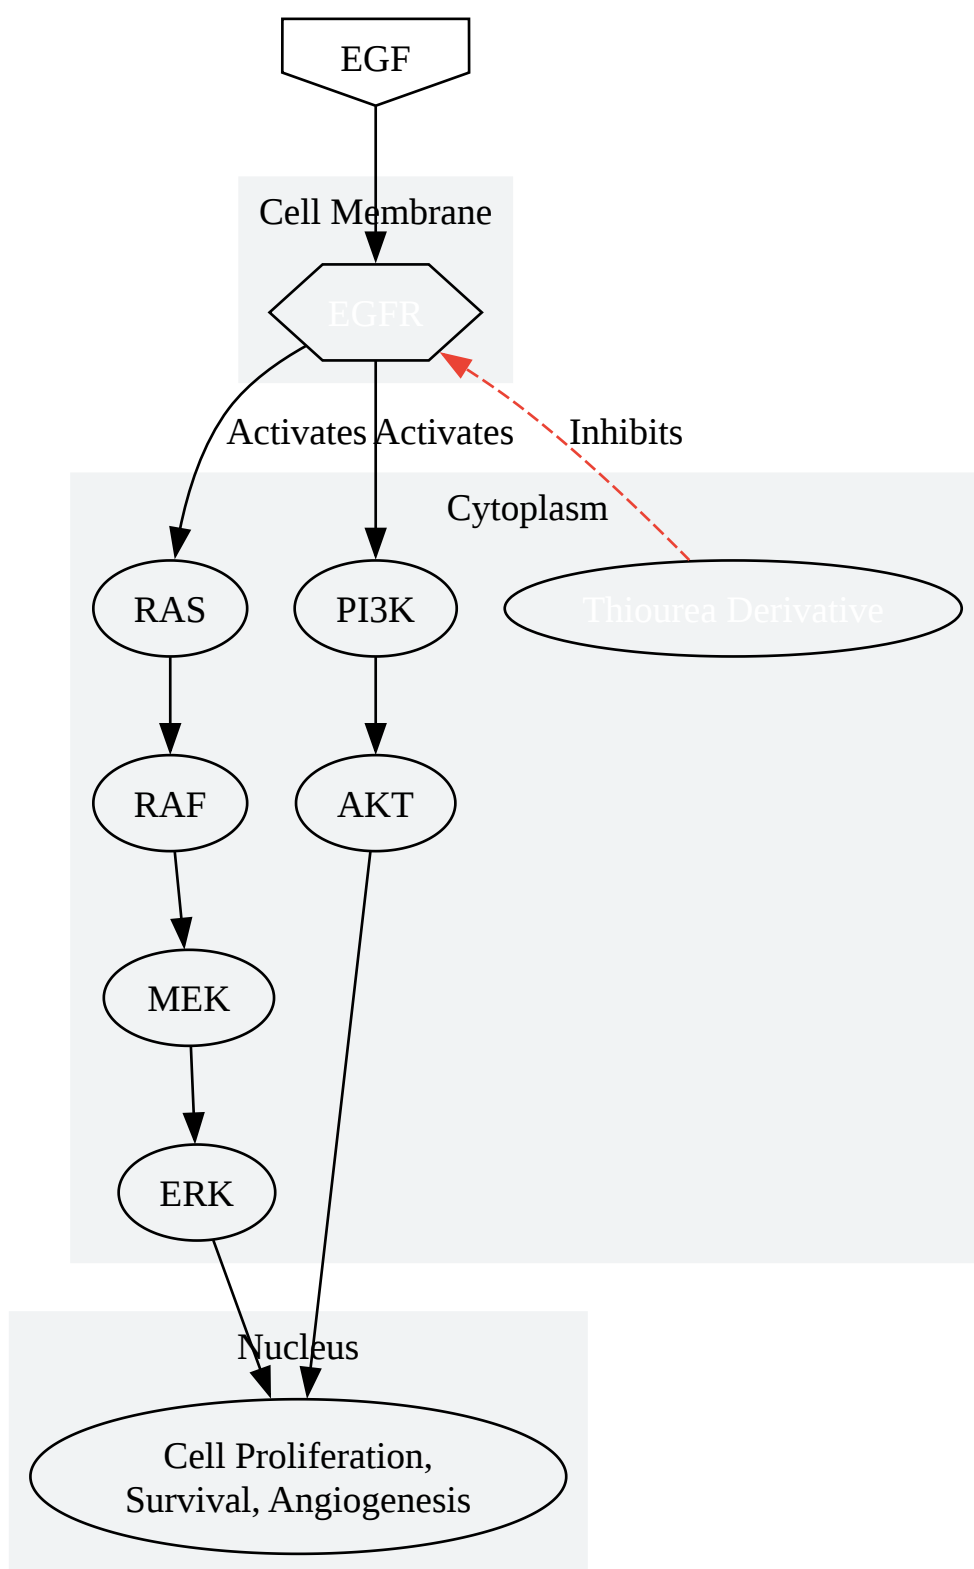 EGF
Cell Membrane
EGFR
Activates
Activates
Inhibits
Cytoplasm
RAS
PI3K
Thiourea Derivative
RAF
AKT
MEK
ERK
Nucleus
Cell Proliferation,
Survival, Angiogenesis